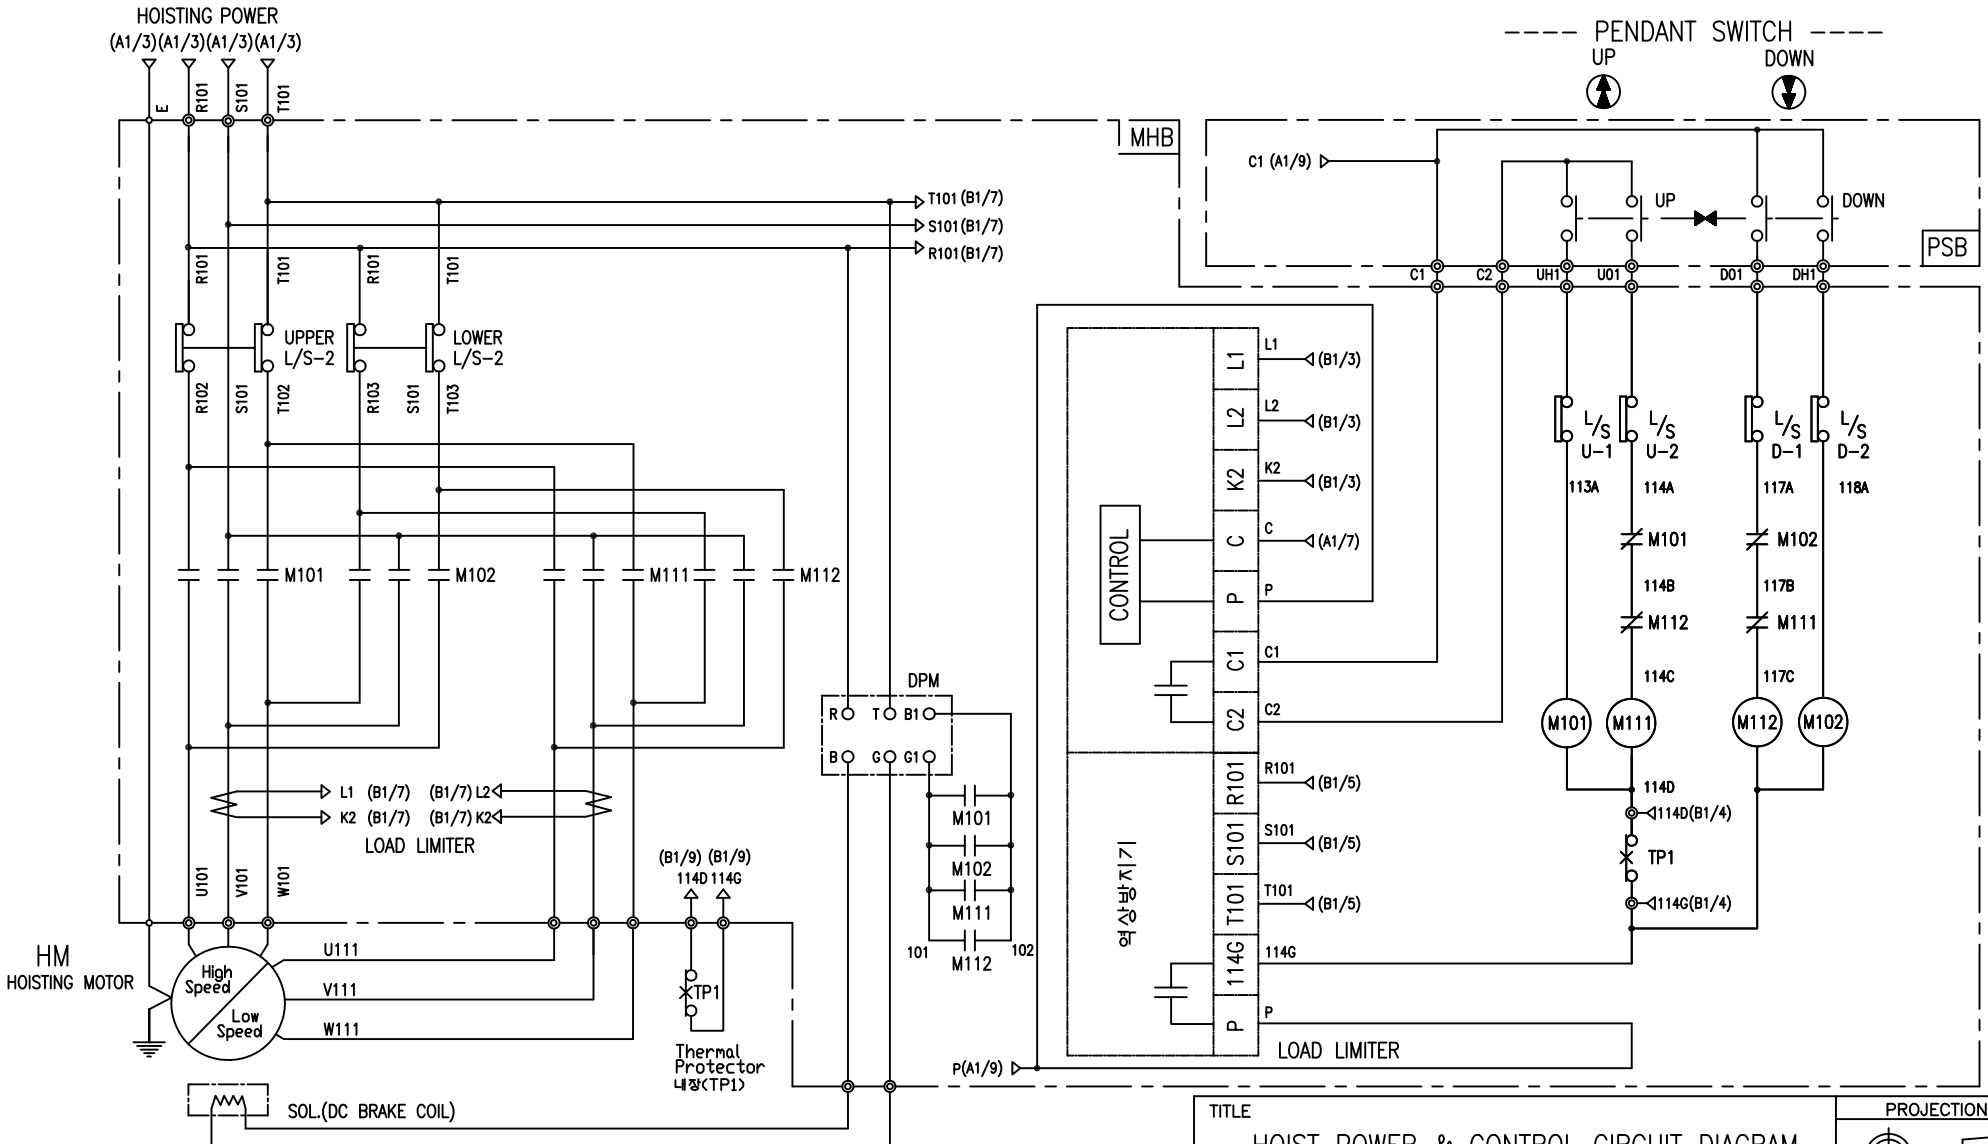 HOISTING POWER
(A1/3)(A1/3)(A1/3)(A1/3)
E
R101
S101
T101
---- PENDANT SWITCH ----
UP
DOWN
MHB
C1 (A1/9)
UP
DOWN
PSB
T101 (B1/7)
S101(B1/7)
R101(B1/7)
R101
T101
R101
T101
C1
C2
UH1
U01
D01
DH1
UPPER
L/S-2
LOWER
L/S-2
R102
S101
T102
R103
S101
T103
M101
M102
M111
M112
L1
L1
(B1/3)
L2
L2
(B1/3)
K2
K2
(B1/3)
CONTROL
C
C
(A1/7)
P
P
C1
C1
C2
C2
R101
R101
(B1/5)
S101
S101
(B1/5)
T101
T101
(B1/5)
114G
114G
P
P
역상방지기
LOAD LIMITER
P(A1/9)
L/S
U-1
L/S
U-2
L/S
D-1
L/S
D-2
113A
114A
117A
118A
M101
M102
114B
117B
M112
M111
114C
117C
M101
M111
M112
M102
114D
114D(B1/4)
TP1
114G(B1/4)
DPM
R
T
B1
B
G
G1
M101
M102
M111
M112
101
102
L1 (B1/7)
(B1/7) L2
K2 (B1/7)
(B1/7) K2
LOAD LIMITER
U101
V101
W101
(B1/9) (B1/9)
114D 114G
HM
HOISTING MOTOR
High
Speed
Low
Speed
U111
V111
W111
TP1
Thermal
Protector
내장(TP1)
SOL.(DC BRAKE COIL)
TITLE
HOIST POWER & CONTROL CIRCUIT DIAGRAM
PROJECTION